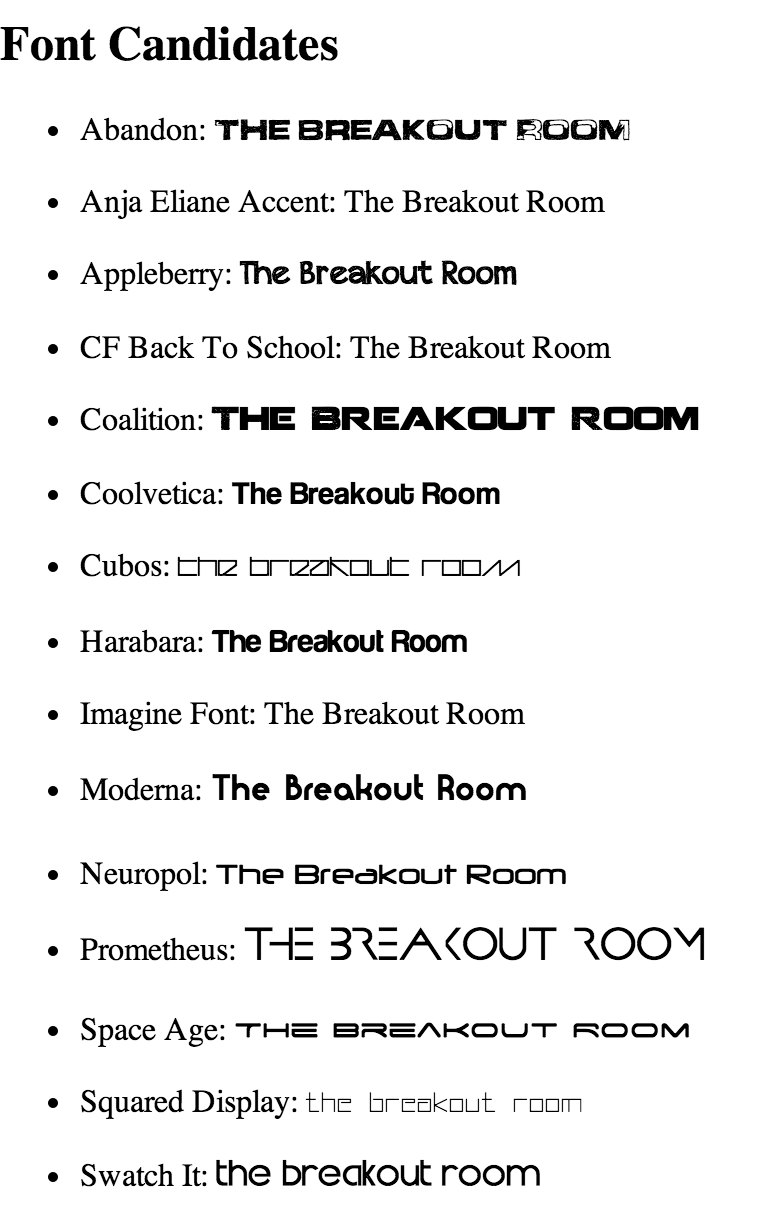 Font Candidates
Abandon: THE BREAKOUT ROOM
Anja Eliane Accent: The Breakout Room
Appleberry: The Breakout Room
CF Back To School: The Breakout Room
Coalition: THE BREAKOUT ROOM
Coolvetica: The Breakout Room
Cubos: the breakout room
Harabara: The Breakout Room
Imagine Font: The Breakout Room
Moderna: The Breakout Room
Neuropol: The Breakout Room
Prometheus: THE BREAKOUT ROOM
Space Age: THE BREAKOUT ROOM
Squared Display: the breakout room
Swatch It: the breakout room